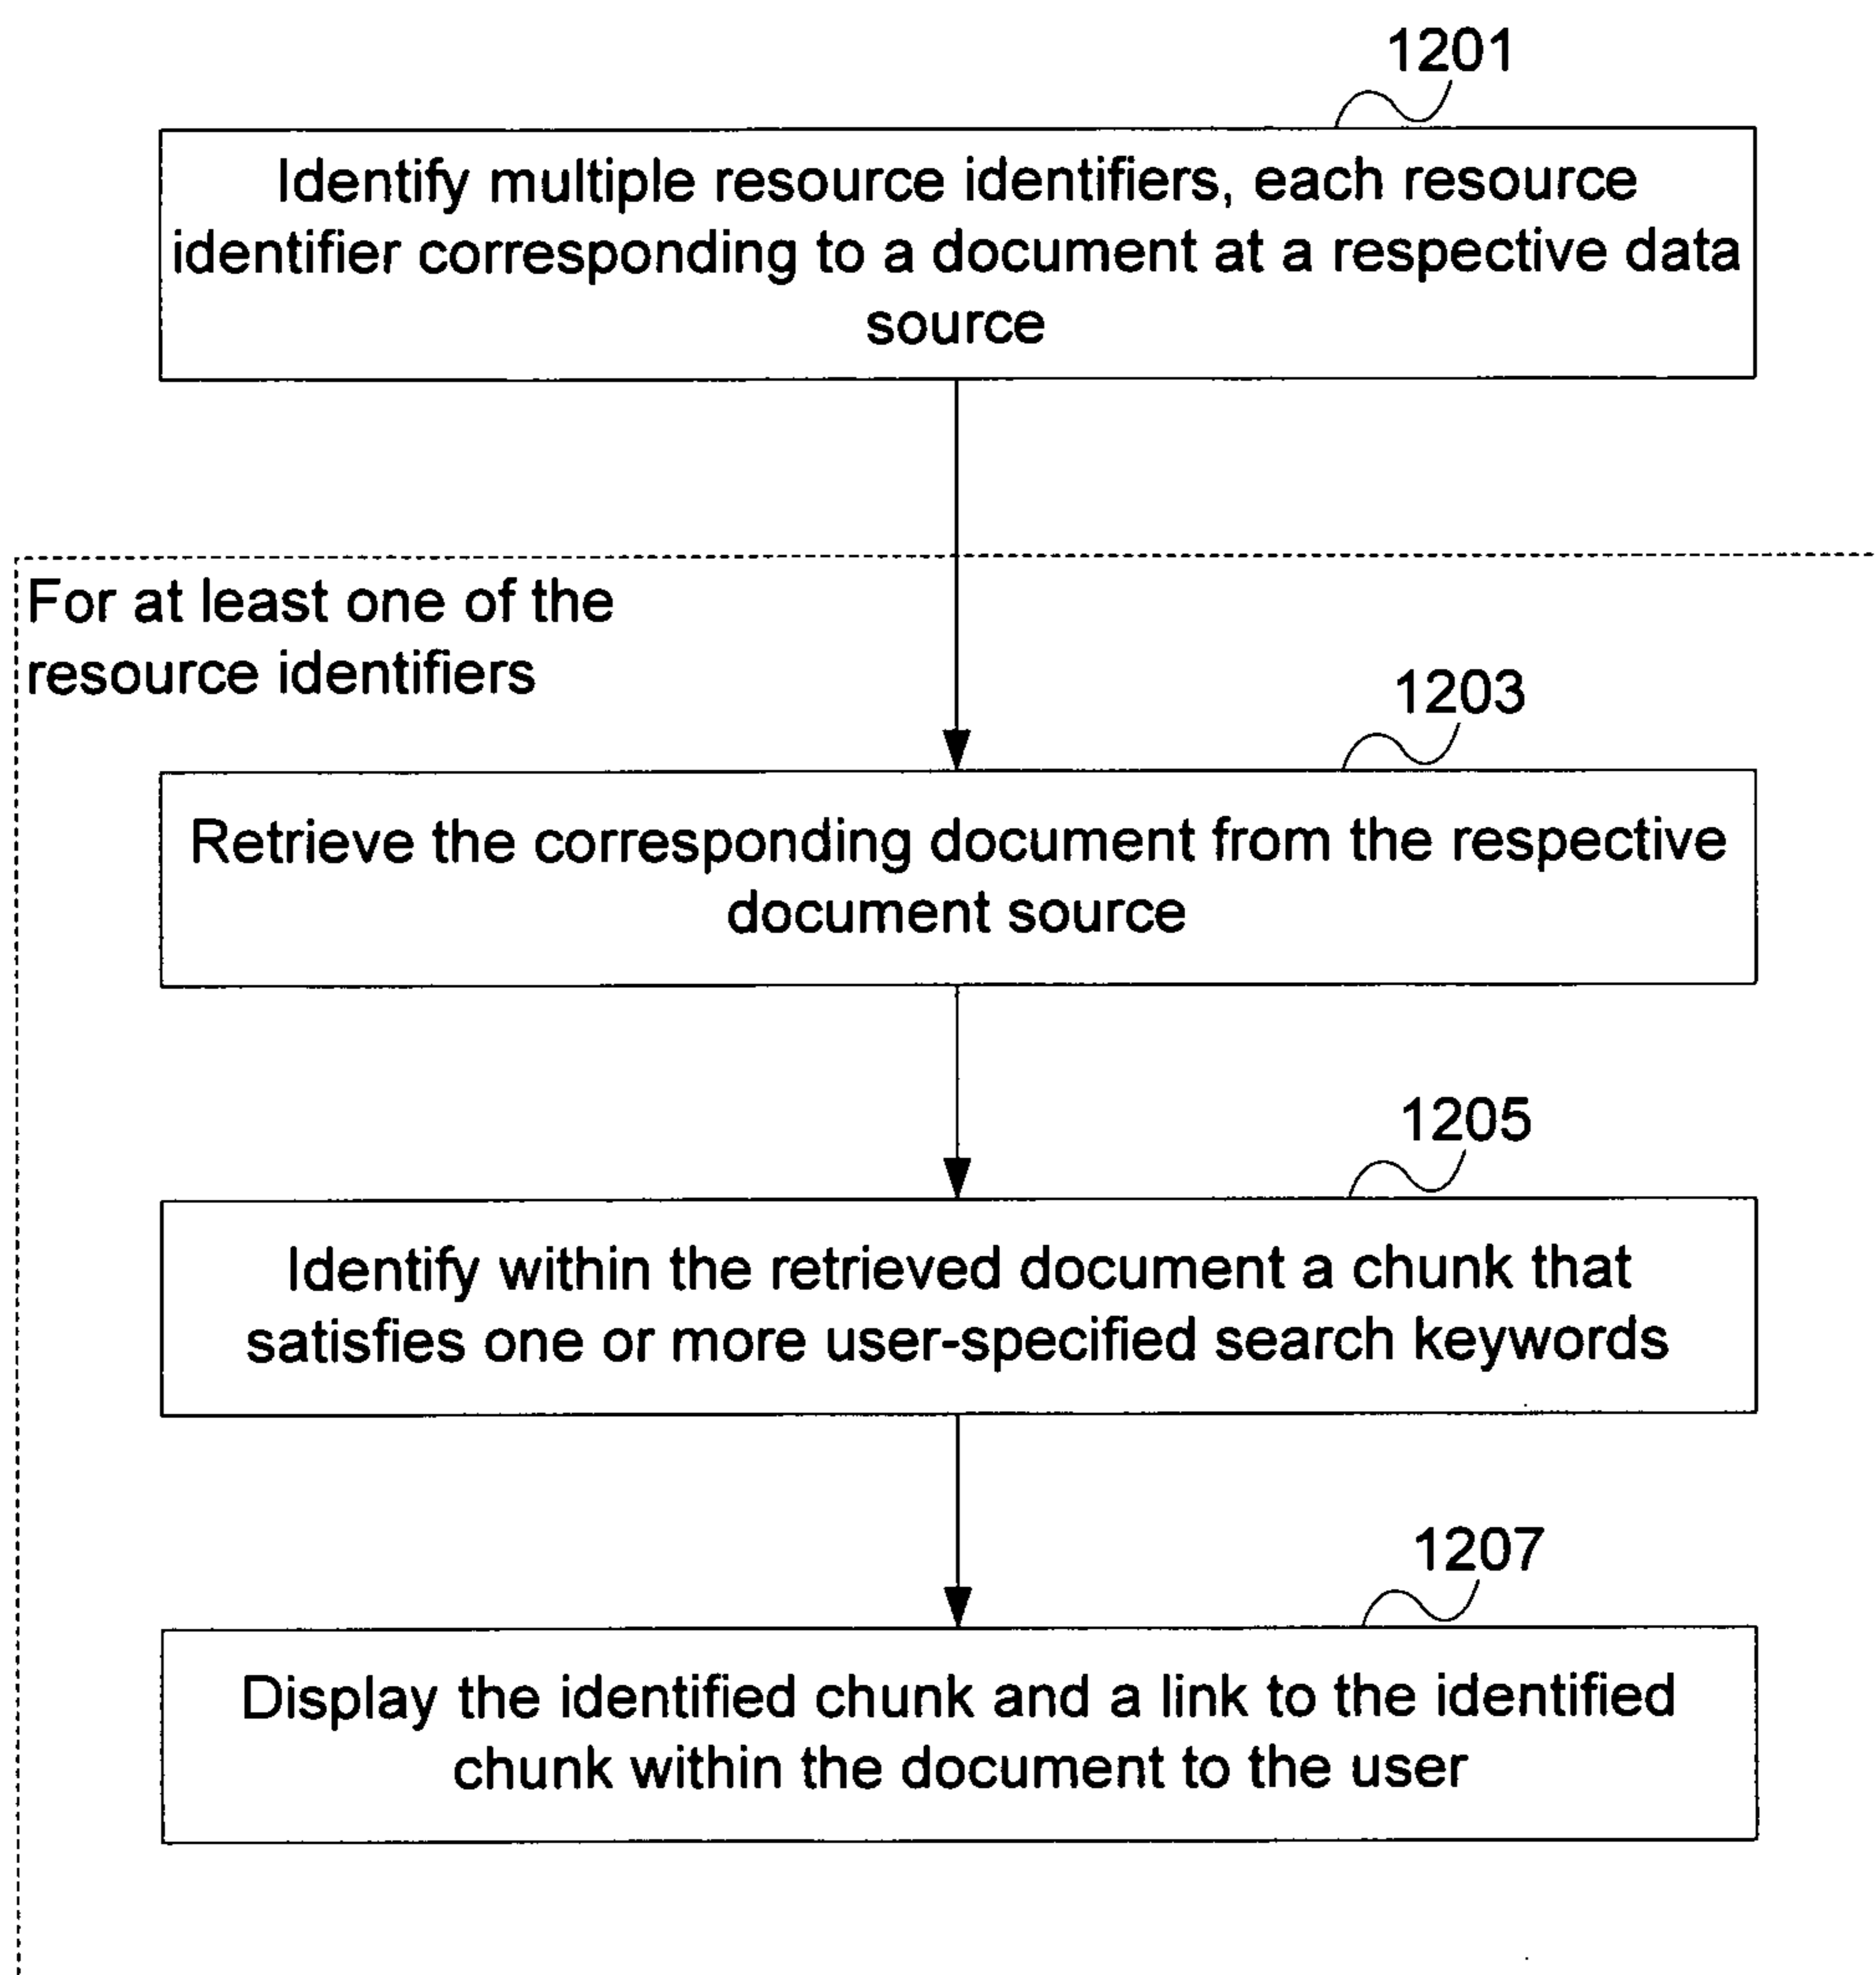 1201
Identify multiple resource identifiers, each resource
identifier corresponding to a document at a respective data
source
For at least one of the
resource identifiers
1203
Retrieve the corresponding document from the respective
document source
1205
Identify within the retrieved document a chunk that
satisfies one or more user-specified search keywords
1207
Display the identified chunk and a link to the identified
chunk within the document to the user